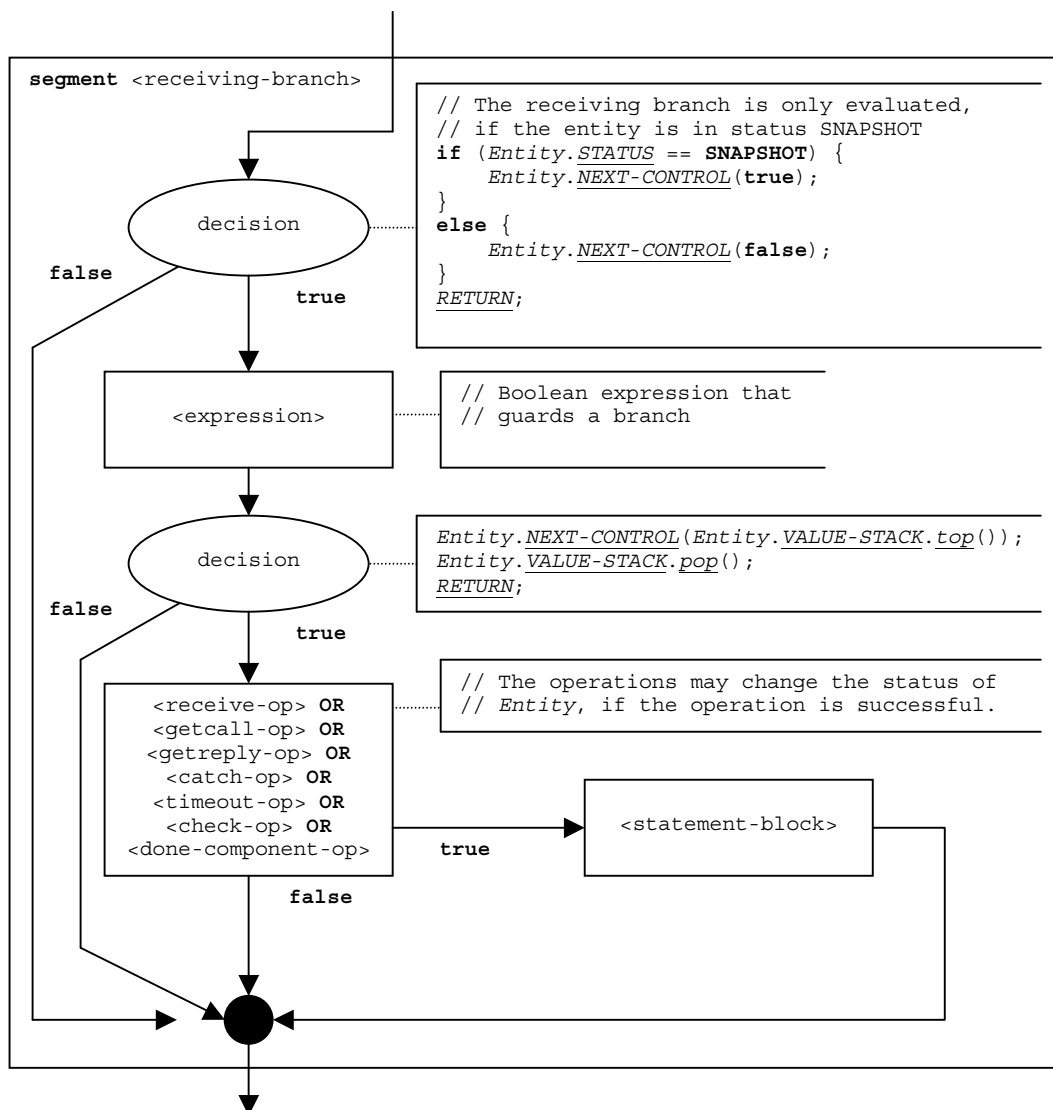 segment <receiving-branch>
// The receiving branch is only evaluated,
// if the entity is in status SNAPSHOT
if (Entity.STATUS == SNAPSHOT) {
Entity.NEXT-CONTROL(true);
}
else {
Entity.NEXT-CONTROL(false);
}
RETURN;
decision
false
true
<expression>
// Boolean expression that
// guards a branch
decision
Entity.NEXT-CONTROL(Entity.VALUE-STACK.top());
Entity.VALUE-STACK.pop();
RETURN;
false
true
<receive-op> OR
<getcall-op> OR
<getreply-op> OR
<catch-op> OR
<timeout-op> OR
<check-op> OR
<done-component-op>
// The operations may change the status of
// Entity, if the operation is successful.
true
<statement-block>
false